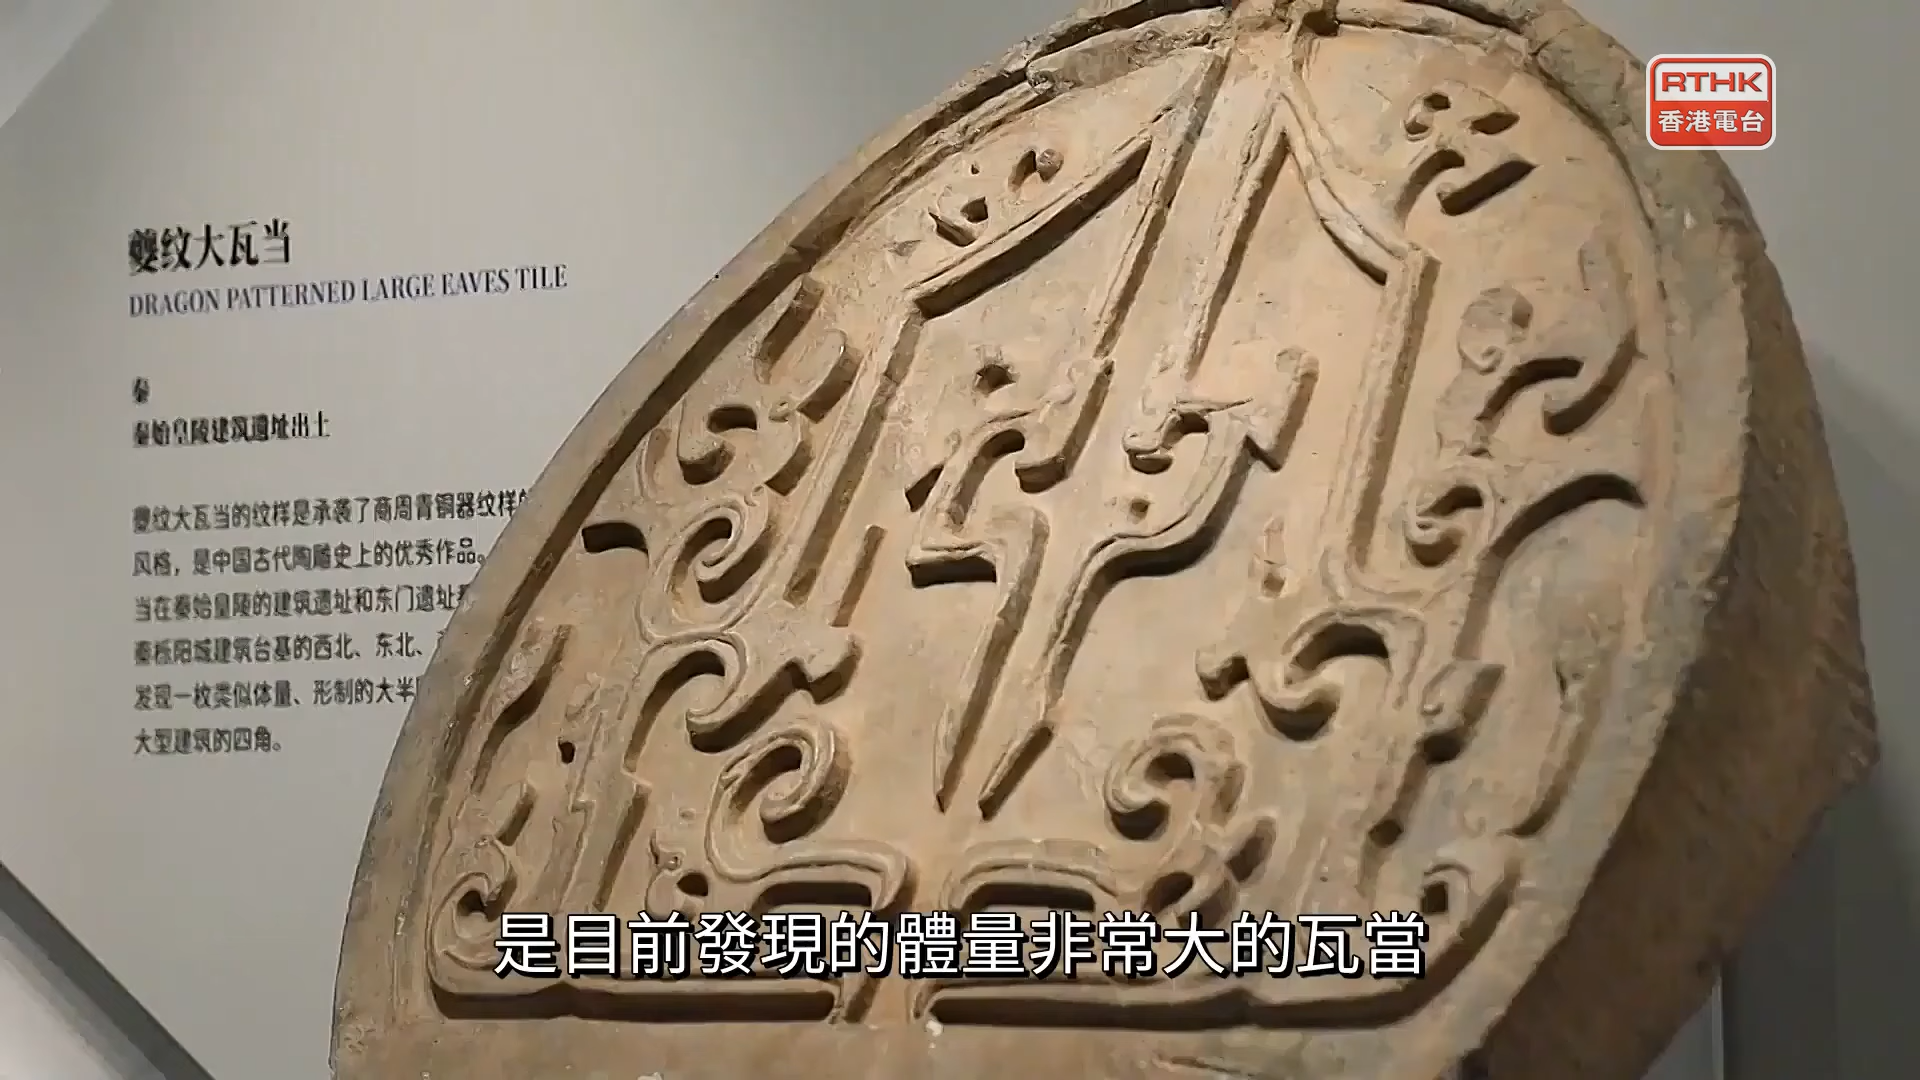 RTHK
香港電台
夔纹大瓦当
DRAGON PATTERNED LARGE EAVES TILE
秦
秦始皇陵建筑遗址出土
夔纹大瓦当的纹样是承袭了商周青铜器纹样的
风格，是中国古代陶雕史上的优秀作品。
当在秦始皇陵的建筑遗址和东门遗址
秦栎阳城建筑台基的西北、东北、
发现一枚类似体量、形制的大半
大型建筑的四角。
是目前發現的體量非常大的瓦當